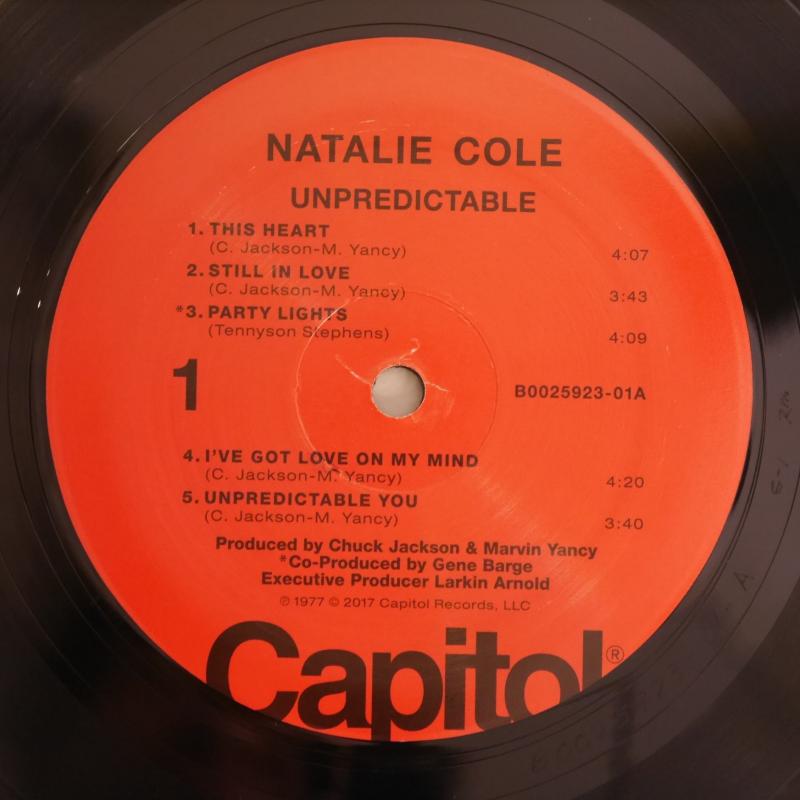 NATALIE COLE
UNPREDICTABLE
1. THIS HEART
(C. Jackson-M. Yancy) 4:07
2. STILL IN LOVE
(C. Jackson-M. Yancy) 3:43
*3. PARTY LIGHTS
(Tennyson Stephens) 4:09
1 B0025923-01A
4. I'VE GOT LOVE ON MY MIND
(C. Jackson-M. Yancy) 4:20
5. UNPREDICTABLE YOU
(C. Jackson-M. Yancy) 3:40
Produced by Chuck Jackson & Marvin Yancy
*Co-Produced by Gene Barge
Executive Producer Larkin Arnold
℗ 1977 © 2017 Capitol Records, LLC
Capitol®